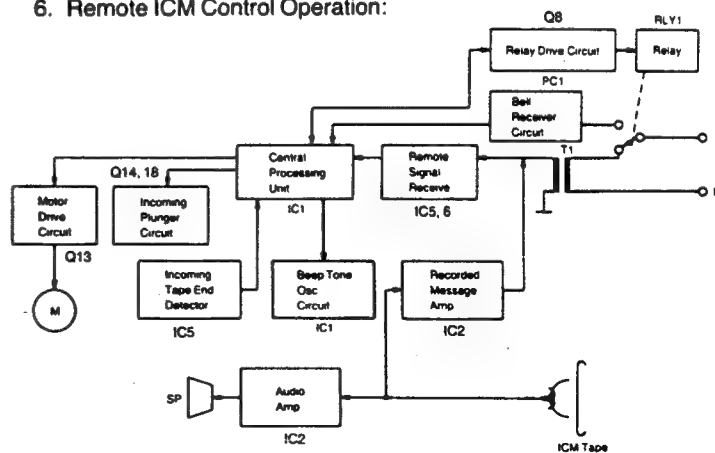 6. Remote ICM Control Operation:
Q8
RLY1
Relay Drive Circuit
Relay
PC1
Bell
Receiver
Circuit
T1
Q14, 18
Central
Processing
Unit
IC1
Remote
Signal
Receive
IC5, 6
Motor
Drive
Circuit
Q13
Incoming
Plunger
Circuit
M
Incoming
Tape End
Detector
IC5
Beep Tone
Osc
Circuit
IC1
Recorded
Message
Amp
IC2
SP
Audio
Amp
IC2
ICM Tape